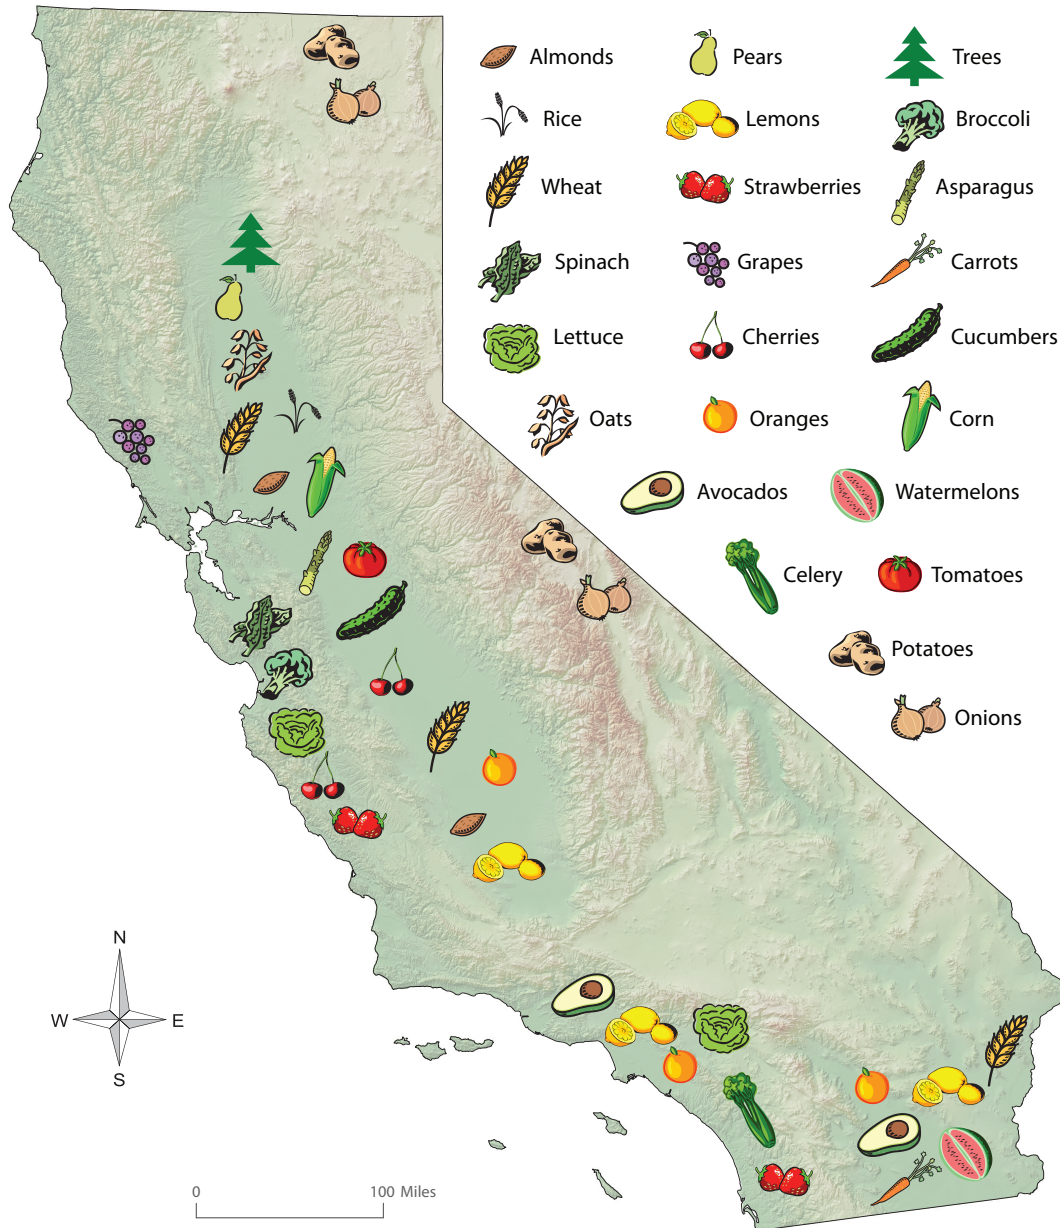 Almonds
Pears
Trees
Rice
Lemons
Broccoli
Wheat
Strawberries
Asparagus
Spinach
Grapes
Carrots
Lettuce
Cherries
Cucumbers
Oats
Oranges
Corn
Avocados
Watermelons
Celery
Tomatoes
Potatoes
Onions
N
W
E
S
0
100 Miles